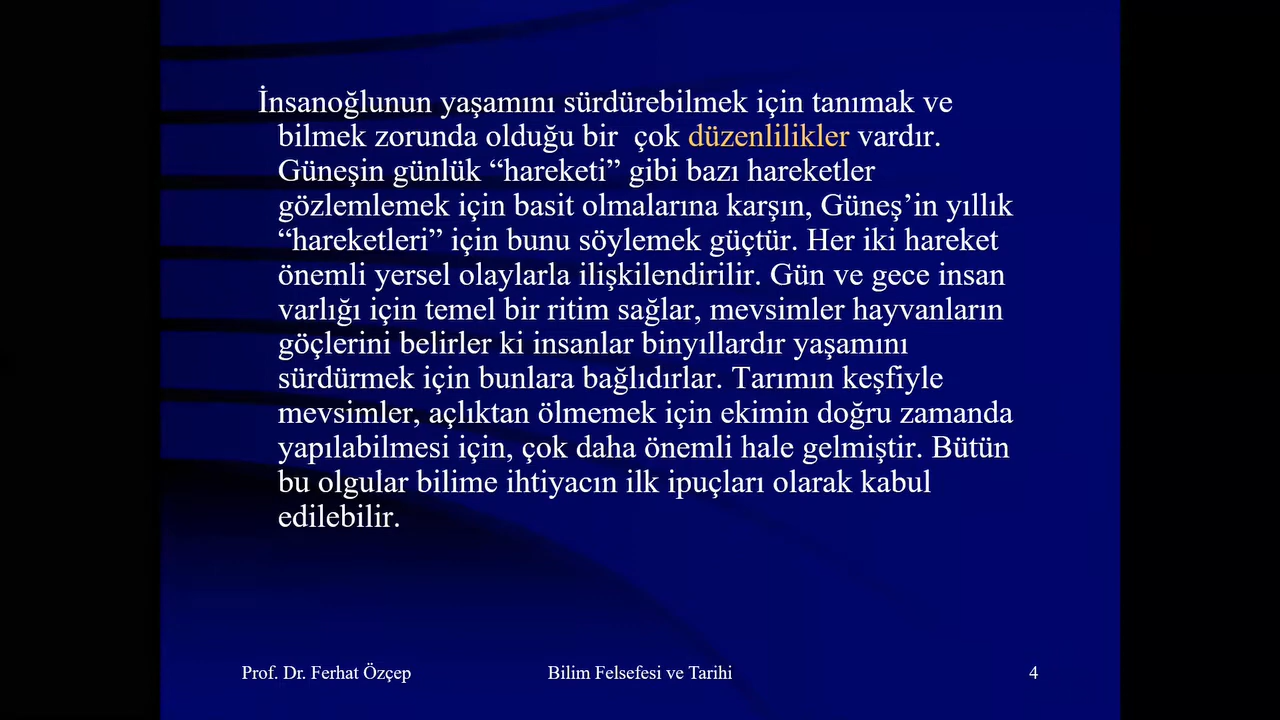 İnsanoğlunun yaşamını sürdürebilmek için tanımak ve
bilmek zorunda olduğu bir  çok düzenlilikler vardır.
Güneşin günlük “hareketi” gibi bazı hareketler
gözlemlemek için basit olmalarına karşın, Güneş’in yıllık
“hareketleri” için bunu söylemek güçtür. Her iki hareket
önemli yersel olaylarla ilişkilendirilir. Gün ve gece insan
varlığı için temel bir ritim sağlar, mevsimler hayvanların
göçlerini belirler ki insanlar binyıllardır yaşamını
sürdürmek için bunlara bağlıdırlar. Tarımın keşfiyle
mevsimler, açlıktan ölmemek için ekimin doğru zamanda
yapılabilmesi için, çok daha önemli hale gelmiştir. Bütün
bu olgular bilime ihtiyacın ilk ipuçları olarak kabul
edilebilir.
Prof. Dr. Ferhat Özçep Bilim Felsefesi ve Tarihi 4